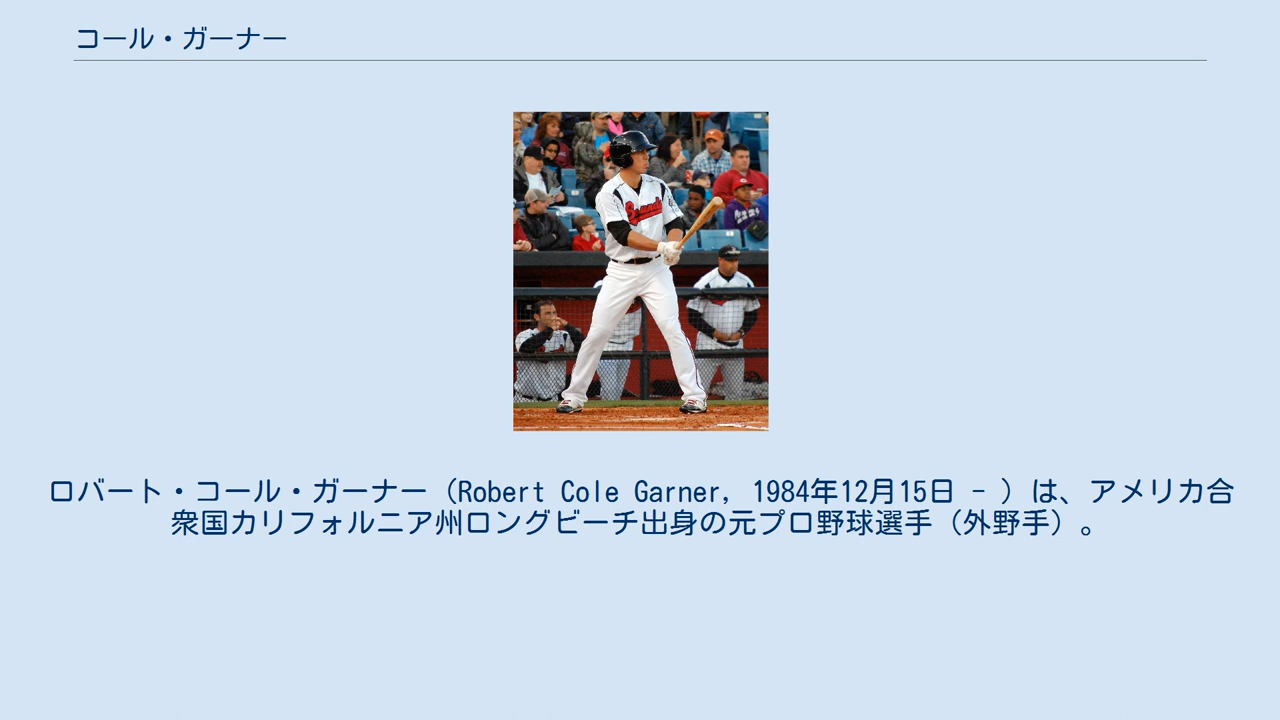 コール・ガーナー
ロバート・コール・ガーナー（Robert Cole Garner, 1984年12月15日 - ）は、アメリカ合
衆国カリフォルニア州ロングビーチ出身の元プロ野球選手（外野手）。